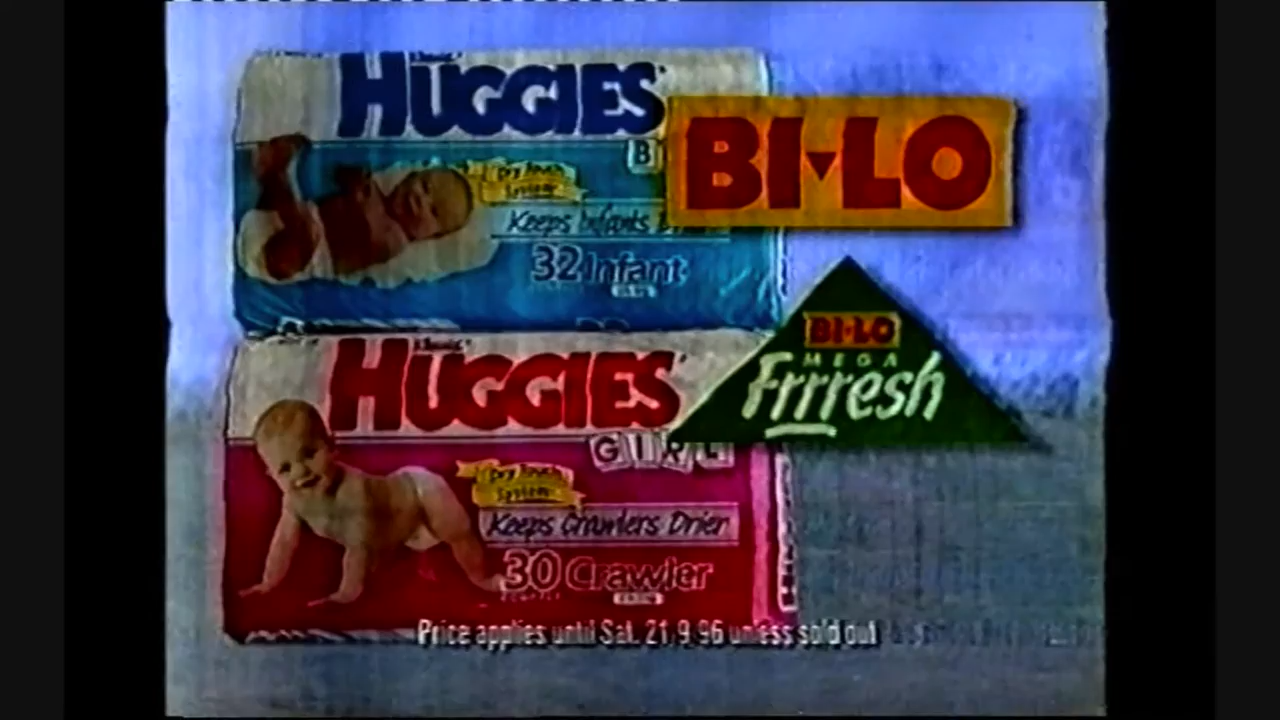 HUGGIES
BI-LO
Dry Touch
System
Keeps Infants
32 Infant
BI-LO
MEGA
Frrresh
HUGGIES
GIRL
Dry Touch
System
Keeps Crawlers Drier
30 Crawler
Price applies until Sat. 21.9.96 unless sold out